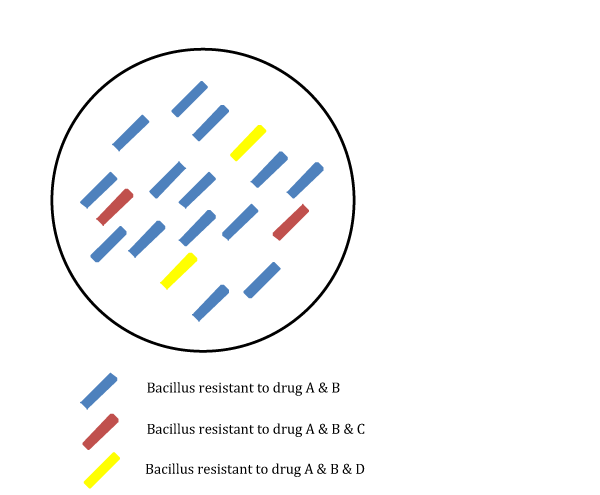 Bacillus resistant to drug A & B
Bacillus resistant to drug A & B & C
Bacillus resistant to drug A & B & D